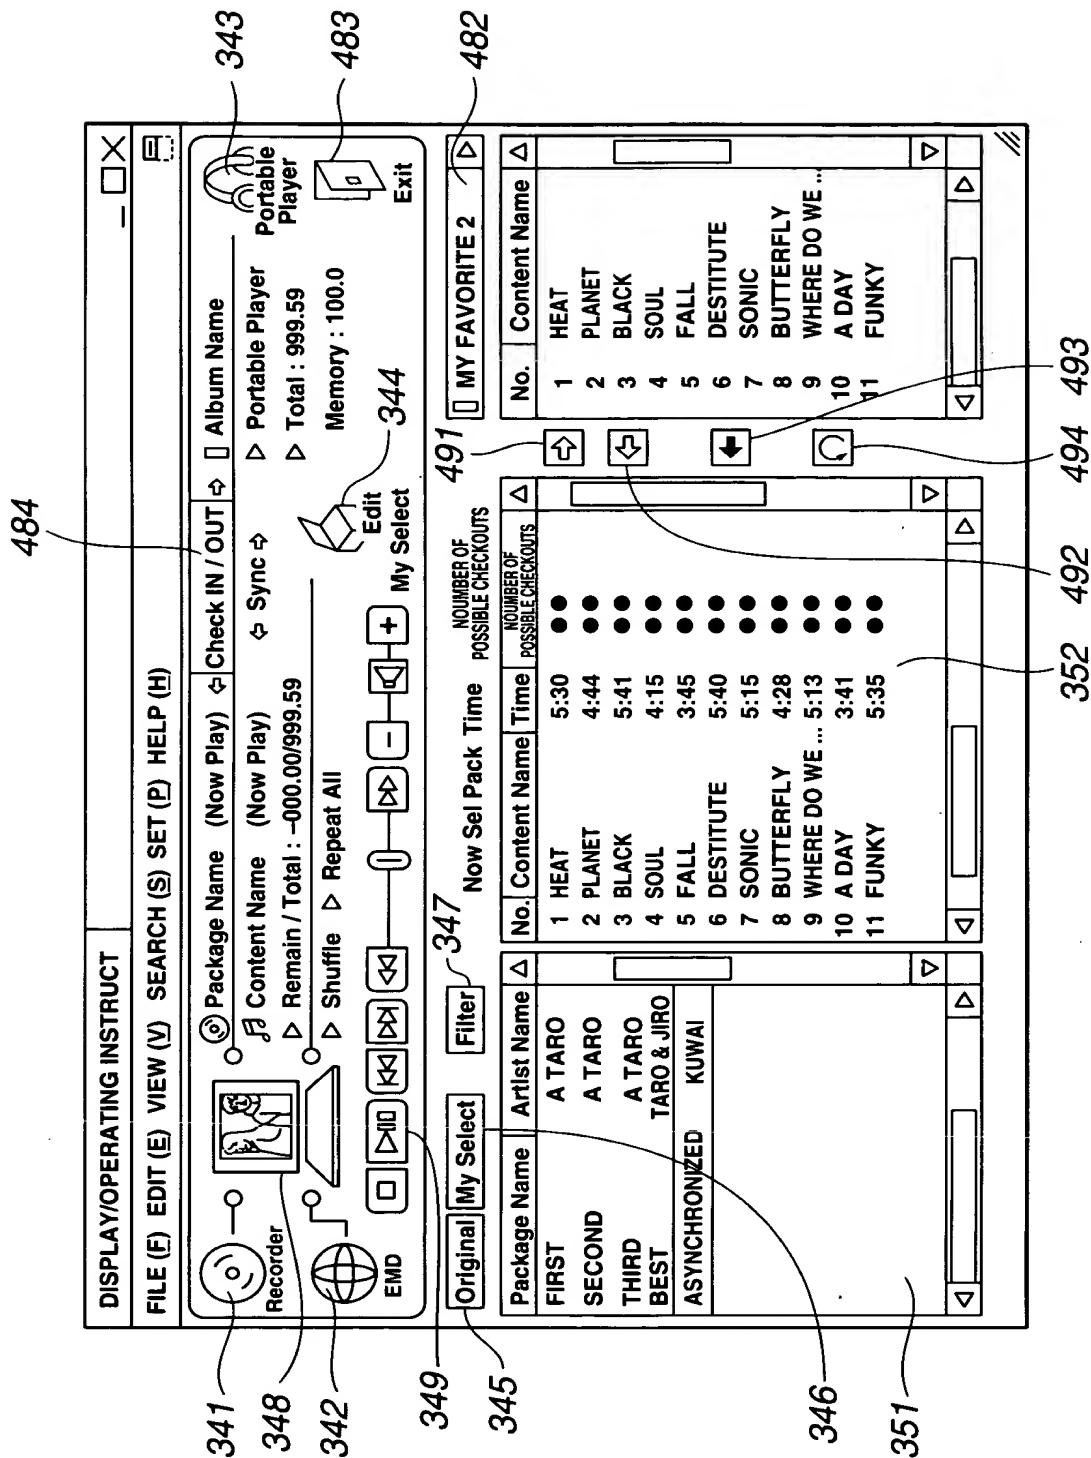 484
343
483
482
DISPLAY/OPERATING INSTRUCT
FILE (F) EDIT (E) VIEW (V) SEARCH (S) SET (P) HELP (H)
341
348
342
349
345
346
351
Recorder
EMD
Package Name (Now Play)
Check IN / OUT
Album Name
Content Name (Now Play)
Sync
Portable Player
Remain / Total : –000.00/999.59
Total : 999.59
Memory : 100.0
Shuffle
Repeat All
Portable
Player
Exit
344
Edit
My Select
Original
My Select
Filter
347
Now Sel Pack Time
NOUMBER OF
POSSIBLE CHECKOUTS
491
MY FAVORITE 2
Package Name Artist Name
FIRST A TARO
SECOND A TARO
THIRD A TARO
BEST TARO & JIRO
ASYNCHRONIZED KUWAI
No. Content Name Time NOUMBER OF
POSSIBLE CHECKOUTS
1 HEAT 5:30
2 PLANET 4:44
3 BLACK 5:41
4 SOUL 4:15
5 FALL 3:45
6 DESTITUTE 5:40
7 SONIC 5:15
8 BUTTERFLY 4:28
9 WHERE DO WE ... 5:13
10 A DAY 3:41
11 FUNKY 5:35
No. Content Name
1 HEAT
2 PLANET
3 BLACK
4 SOUL
5 FALL
6 DESTITUTE
7 SONIC
8 BUTTERFLY
9 WHERE DO WE ...
10 A DAY
11 FUNKY
352
492
494
493